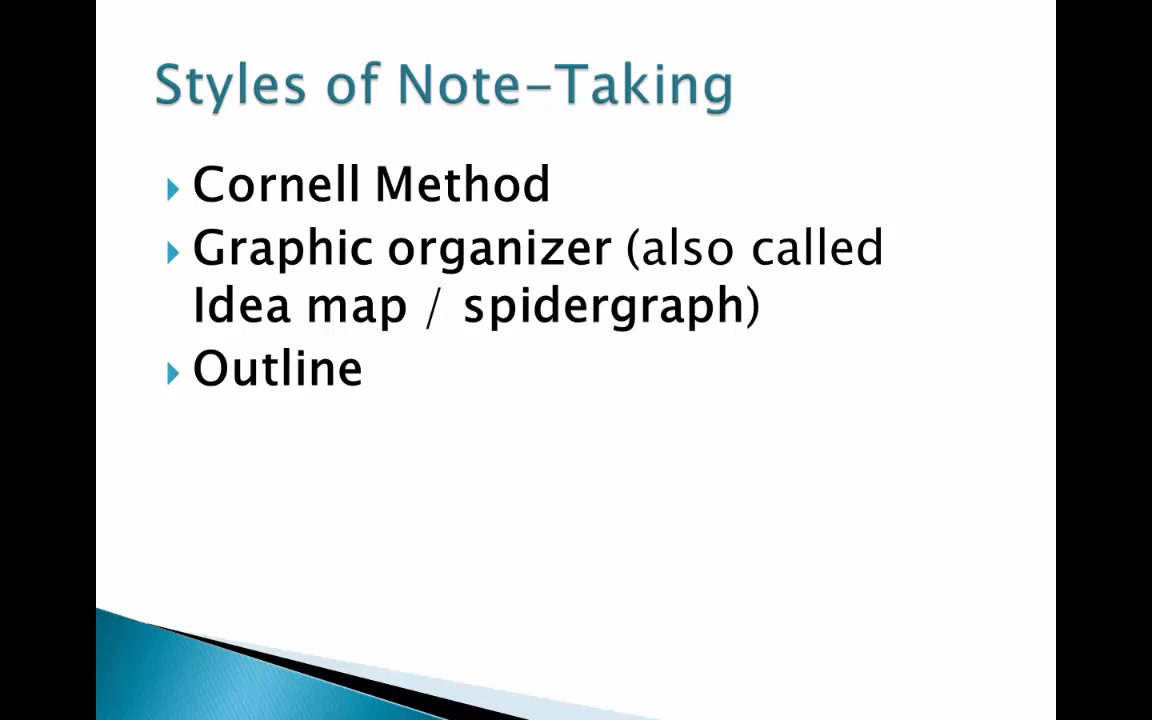 Styles of Note-Taking
Cornell Method
Graphic organizer (also called
Idea map / spidergraph)
Outline